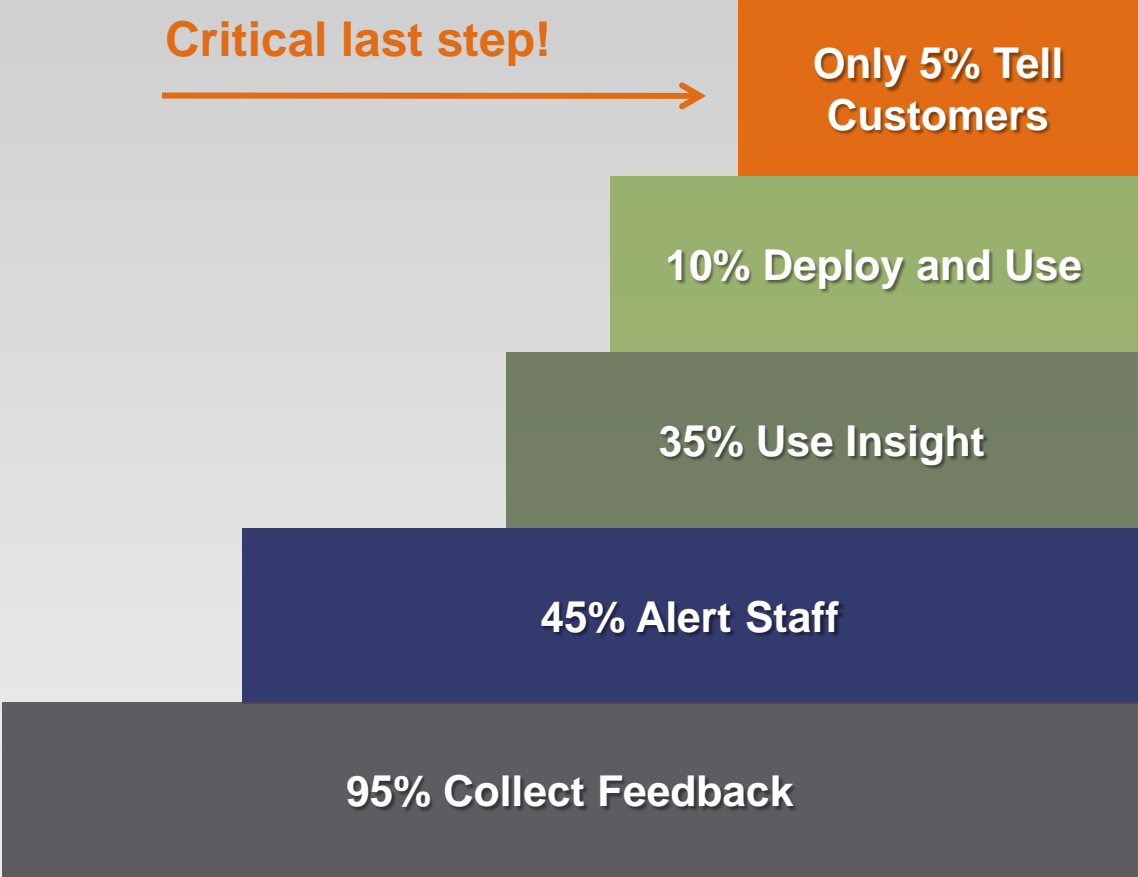 Critical last step!
Only 5% Tell
Customers
10% Deploy and Use
35% Use Insight
45% Alert Staff
95% Collect Feedback